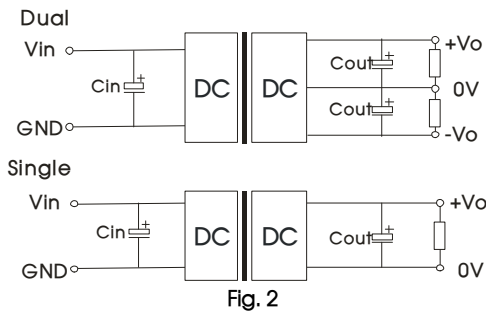 Dual
Vin
Cin
+
GND
DC
DC
Cout
+
Cout
+
+Vo
0V
-Vo
Single
Vin
Cin
+
GND
DC
DC
Cout
+
+Vo
0V
Fig. 2